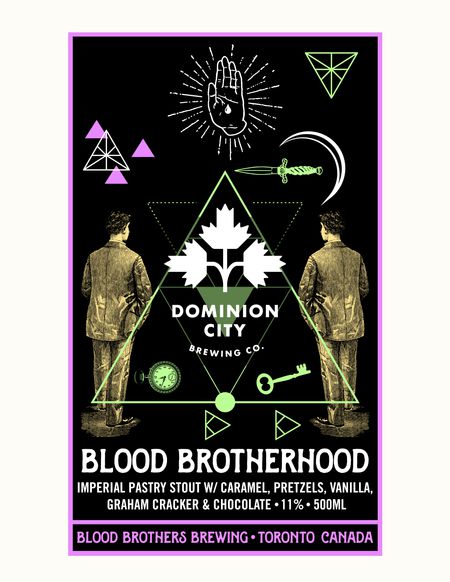 DOMINION
CITY
BREWING CO.
BLOOD BROTHERHOOD
IMPERIAL PASTRY STOUT W/ CARAMEL, PRETZELS, VANILLA,
GRAHAM CRACKER & CHOCOLATE • 11% • 500ML
BLOOD BROTHERS BREWING • TORONTO CANADA